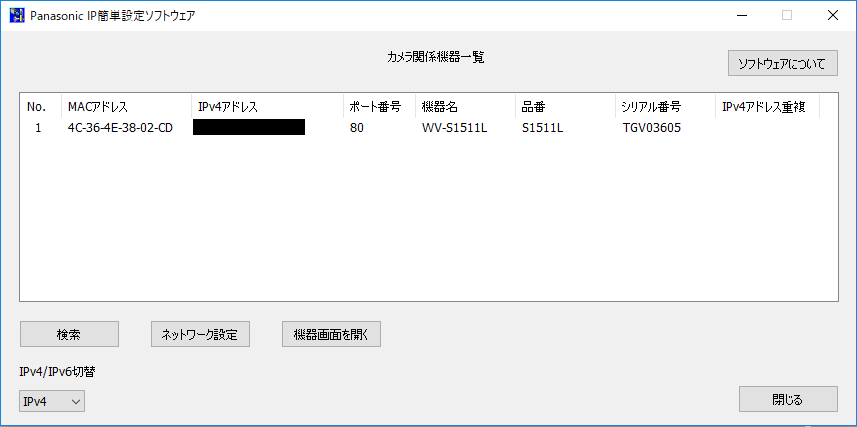 Panasonic IP簡単設定ソフトウェア
カメラ関係機器一覧
ソフトウェアについて
No. MACアドレス IPv4アドレス ポート番号 機器名 品番 シリアル番号 IPv4アドレス重複
1 4C-36-4E-38-02-CD 80 WV-S1511L S1511L TGV03605
検索 ネットワーク設定 機器画面を開く
IPv4/IPv6切替
IPv4
閉じる